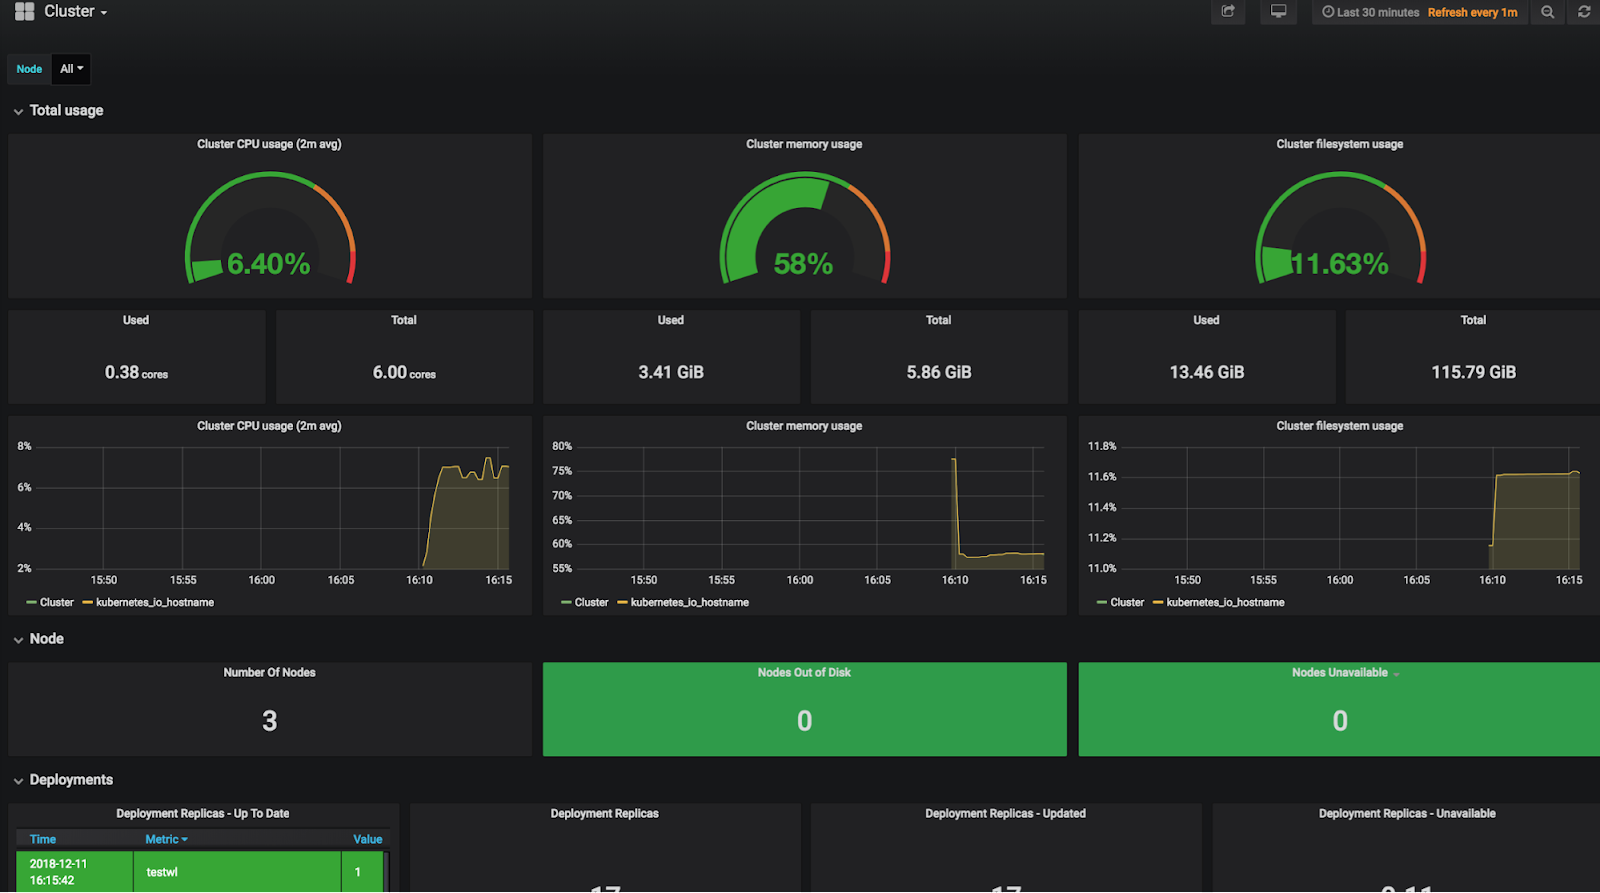 Cluster
Last 30 minutes Refresh every 1m
Node All
Total usage
Cluster CPU usage (2m avg)
6.40%
Cluster memory usage
58%
Cluster filesystem usage
11.63%
Used
0.38 cores
Total
6.00 cores
Used
3.41 GiB
Total
5.86 GiB
Used
13.46 GiB
Total
115.79 GiB
Cluster CPU usage (2m avg)
8%
6%
4%
2%
15:50 15:55 16:00 16:05 16:10 16:15
Cluster kubernetes_io_hostname
Cluster memory usage
80%
75%
70%
65%
60%
55%
15:50 15:55 16:00 16:05 16:10 16:15
Cluster kubernetes_io_hostname
Cluster filesystem usage
11.8%
11.6%
11.4%
11.2%
11.0%
15:50 15:55 16:00 16:05 16:10 16:15
Cluster kubernetes_io_hostname
Node
Number Of Nodes
3
Nodes Out of Disk
0
Nodes Unavailable
0
Deployments
Deployment Replicas - Up To Date
Time Metric Value
2018-12-11
16:15:42
testwl
1
Deployment Replicas
Deployment Replicas - Updated
Deployment Replicas - Unavailable